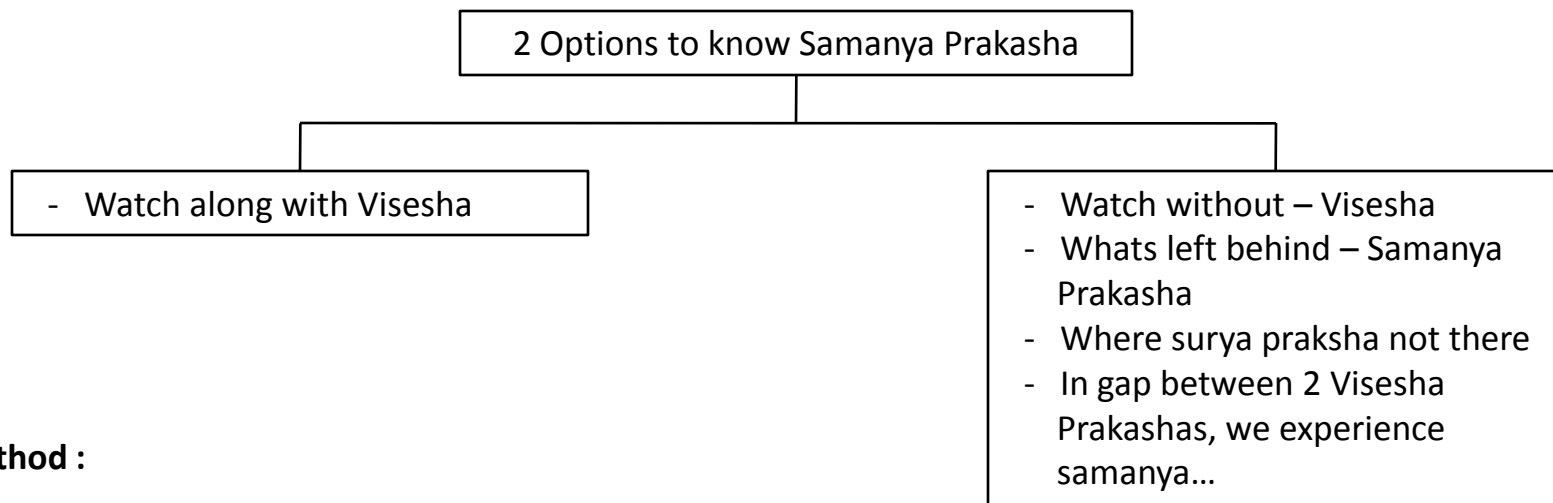 2 Options to know Samanya Prakasha
- Watch along with Visesha
- Watch without – Visesha
- Whats left behind – Samanya
Prakasha
- Where surya praksha not there
- In gap between 2 Visesha
Prakashas, we experience
samanya…
thod :